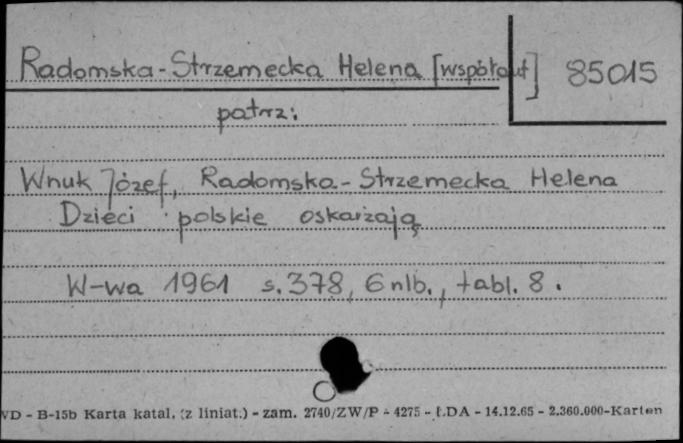 Radomska-Strzemecka Helena [współaut] 85015
patrz:
Wnuk Józef, Radomska-Strzemecka Helena
Dzieci polskie oskarżają
W-wa 1961 s. 378, 6 nlb., tabl. 8.
VD - B-15b Karta katal. (z liniat.) - zam. 2740/ZW/P - 4275 - ŁDA - 14.12.65 - 2.360.000-Karten